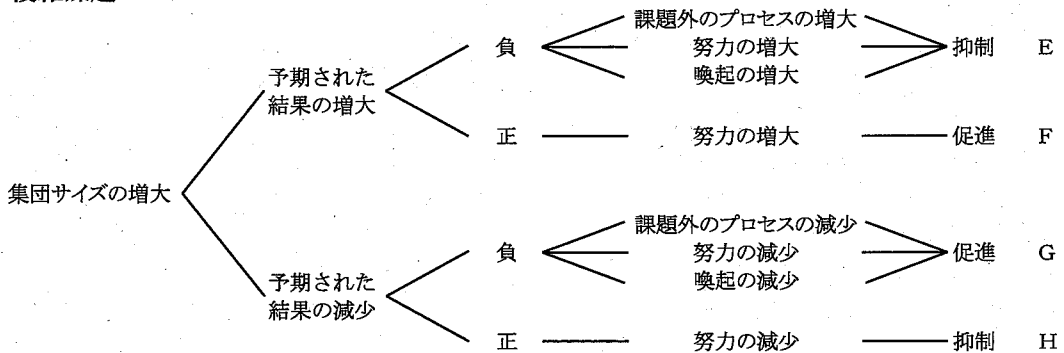 課題外のプロセスの増大
負 努力の増大 抑制 E
喚起の増大
予期された
結果の増大
正 努力の増大 促進 F
集団サイズの増大
課題外のプロセスの減少
負 努力の減少 促進 G
喚起の減少
予期された
結果の減少
正 努力の減少 抑制 H